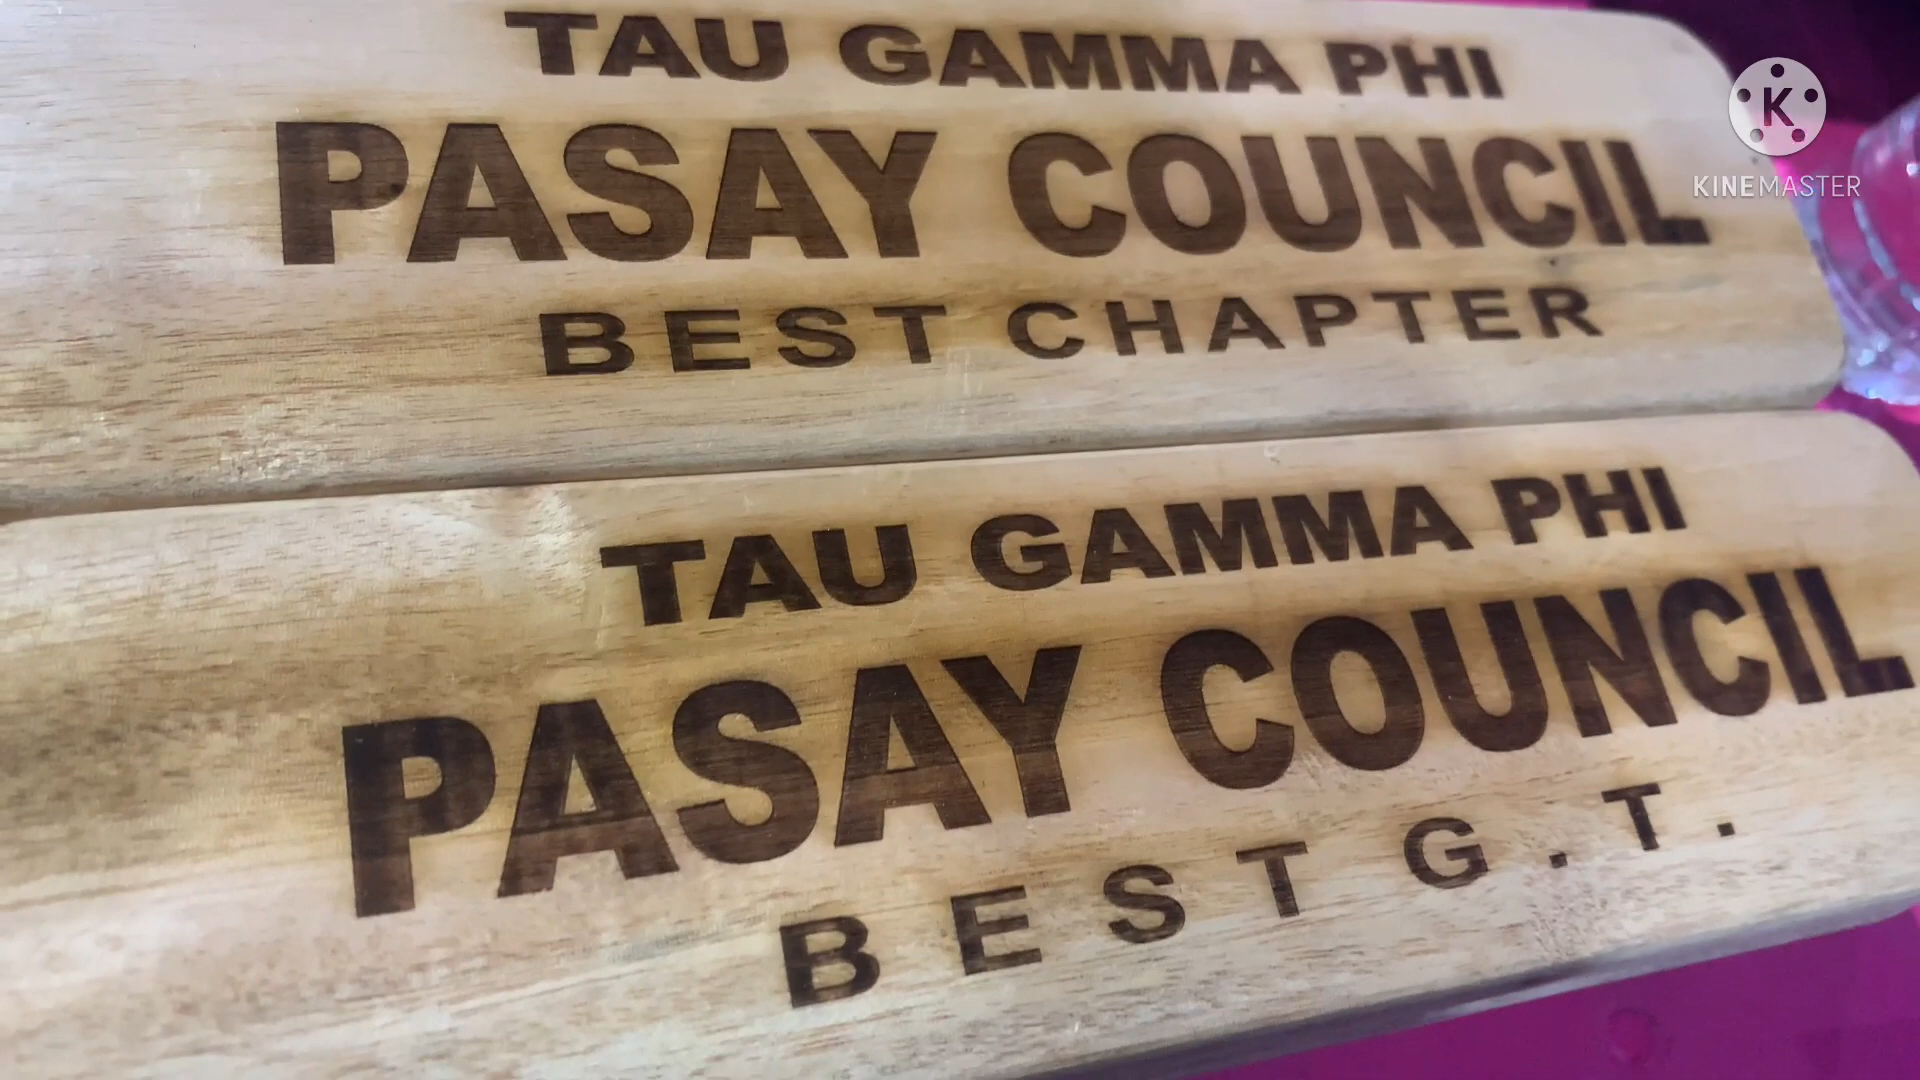 TAU GAMMA PHI
PASAY COUNCIL
BEST CHAPTER
TAU GAMMA PHI
PASAY COUNCIL
BEST G.T.
K
KINEMASTER